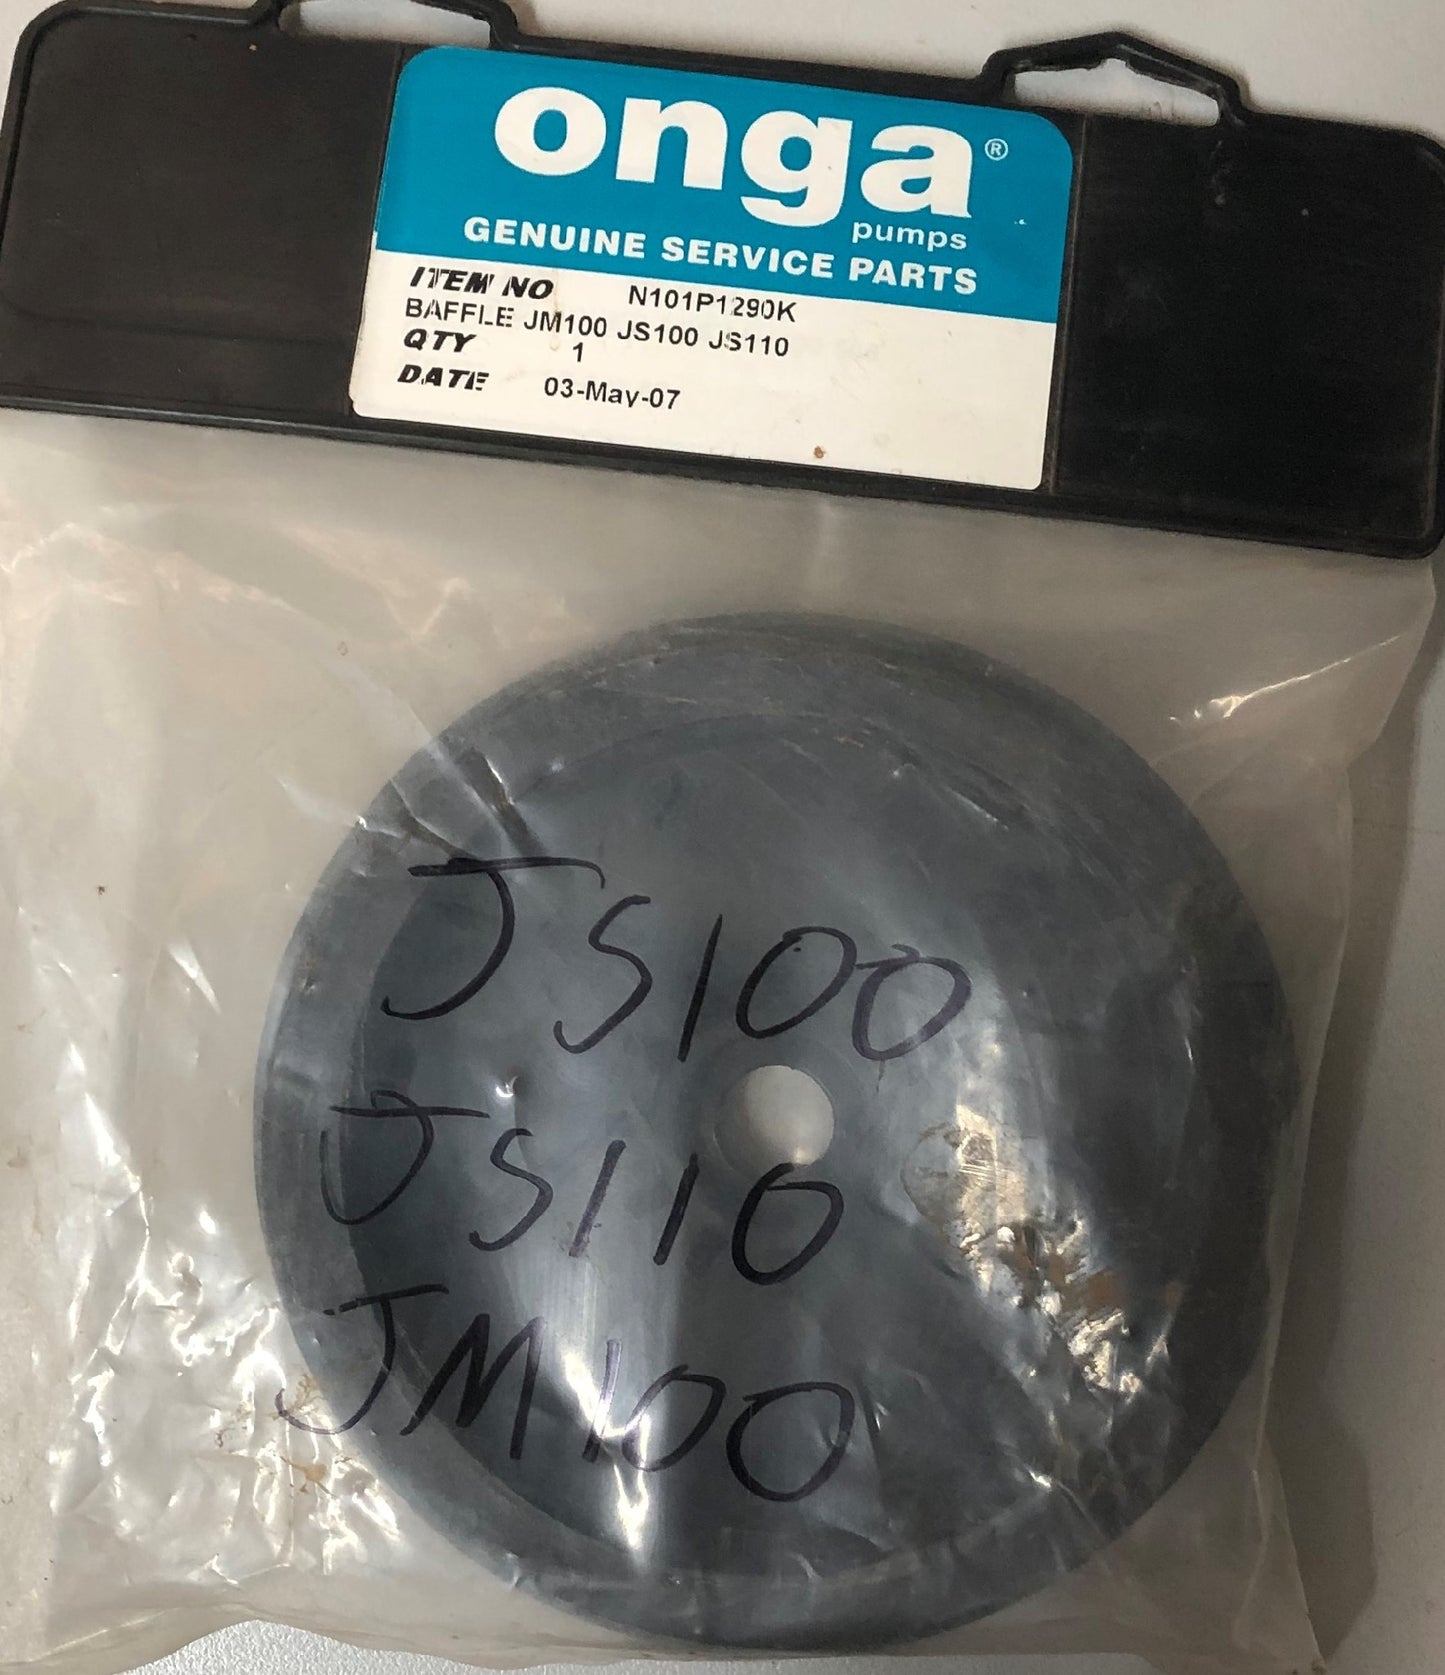 onga®
pumps
GENUINE SERVICE PARTS
ITEM NO N101P1290K
BAFFLE JM100 JS100 JS110
QTY 1
DATE 03-May-07
JS100
JS110
JM100